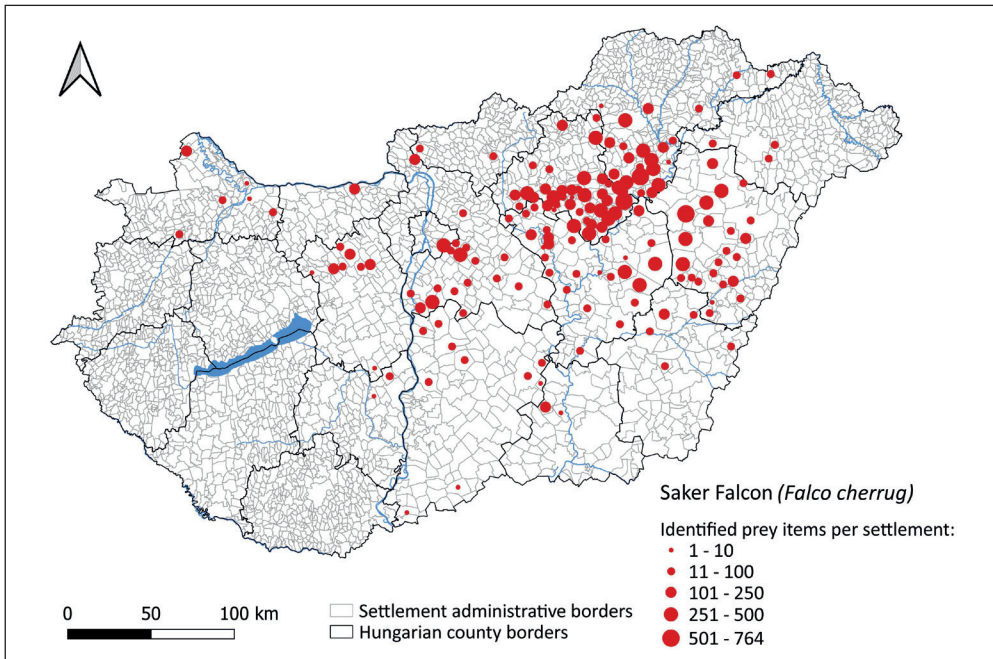 Saker Falcon (Falco cherrug)
Identified prey items per settlement:
1 - 10
11 - 100
101 - 250
251 - 500
501 - 764
0 50 100 km
Settlement administrative borders
Hungarian county borders